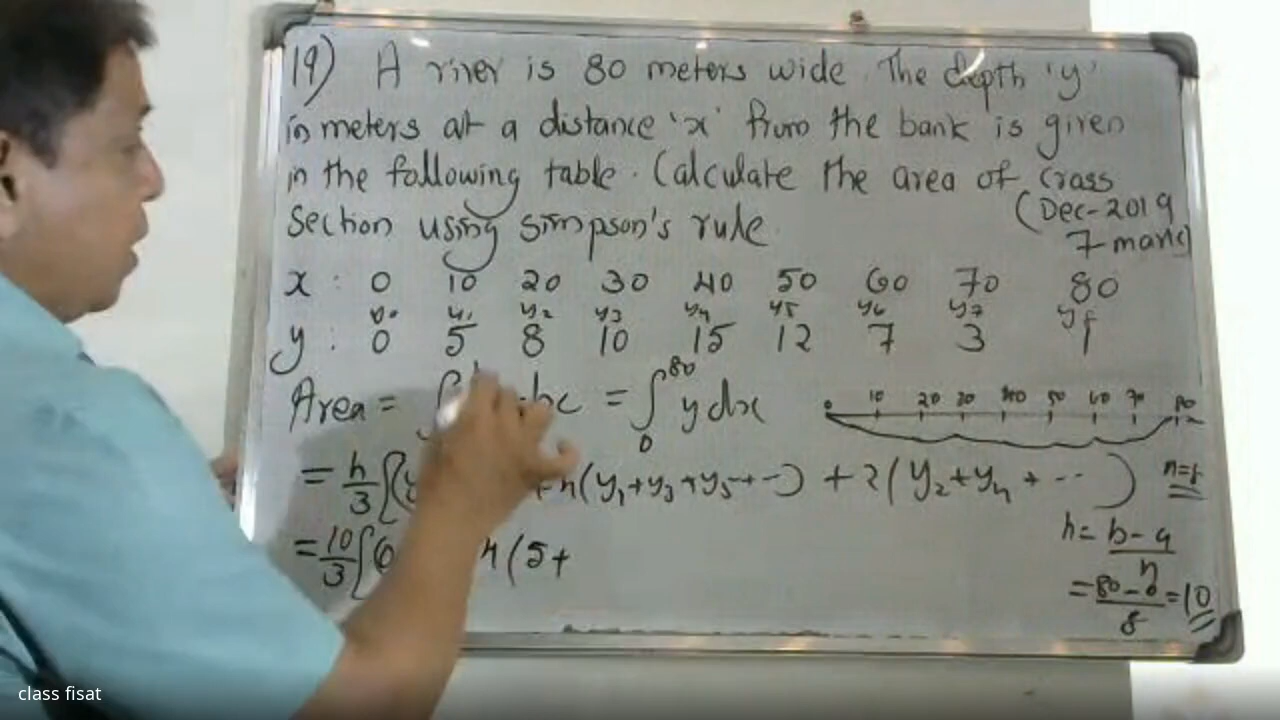 19) A river is 80 meters wide. The depth 'y'
in meters at a distance 'x' from the bank is given
in the following table. Calculate the area of Crass
Section using simpson's rule.
(Dec-2019
7 marks)
x : 0 10 20 30 40 50 60 70 80
y₀ y₁ y₂ y₃ y₄ y₅ y₆ y₇ y₈
y : 0 5 8 10 15 12 7 3 1
Area = ∫ = ∫₀⁸⁰ y dx
0 10 20 30 40 50 60 70 80
= h/3 [(y 4(y₁+y₃+y₅+--) + 2(y₂+y₄+---)
n=8
= 10/3 [(0 4(5+
h = b-a/n
= 80-0/8 = 10
class fisat